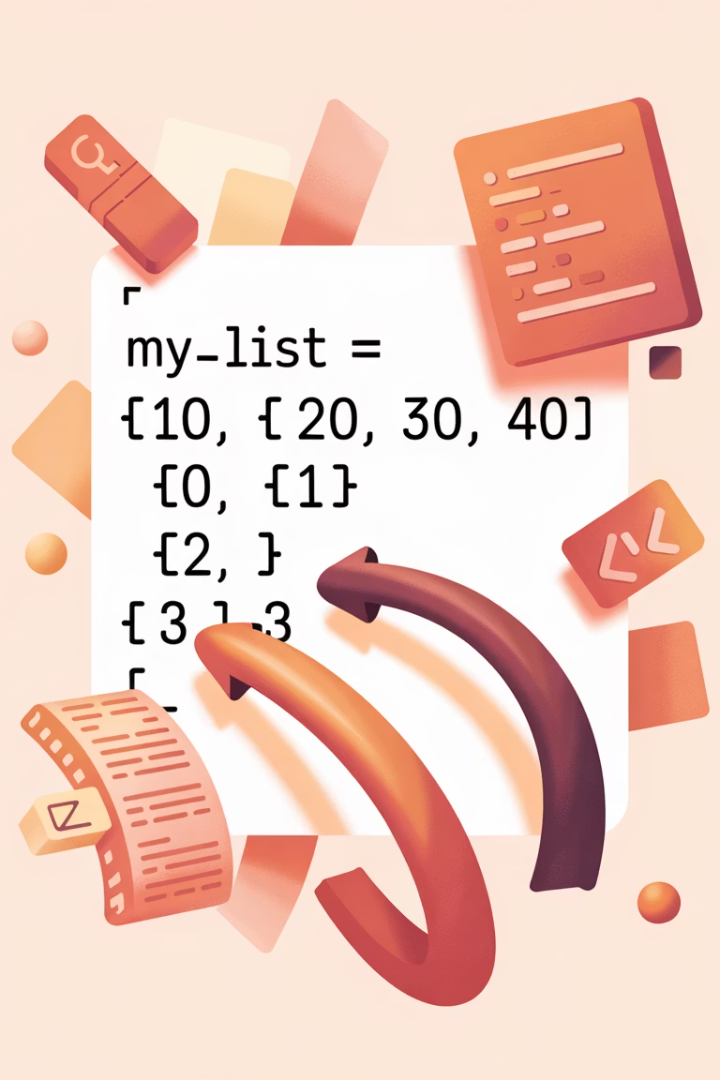 my_list =
{10, { 20, 30, 40]
{0, {1}
{2, }
{ 3 ] 3
[_